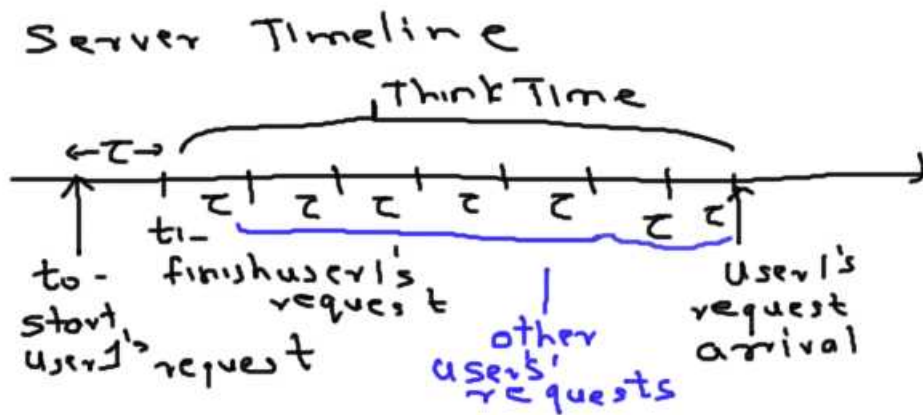 Server Timeline
Think Time
←τ→
τ τ τ τ τ τ τ
t0 -
start
user1's request
t1 -
finish user1's
request
other
users'
requests
user1's
request
arrival